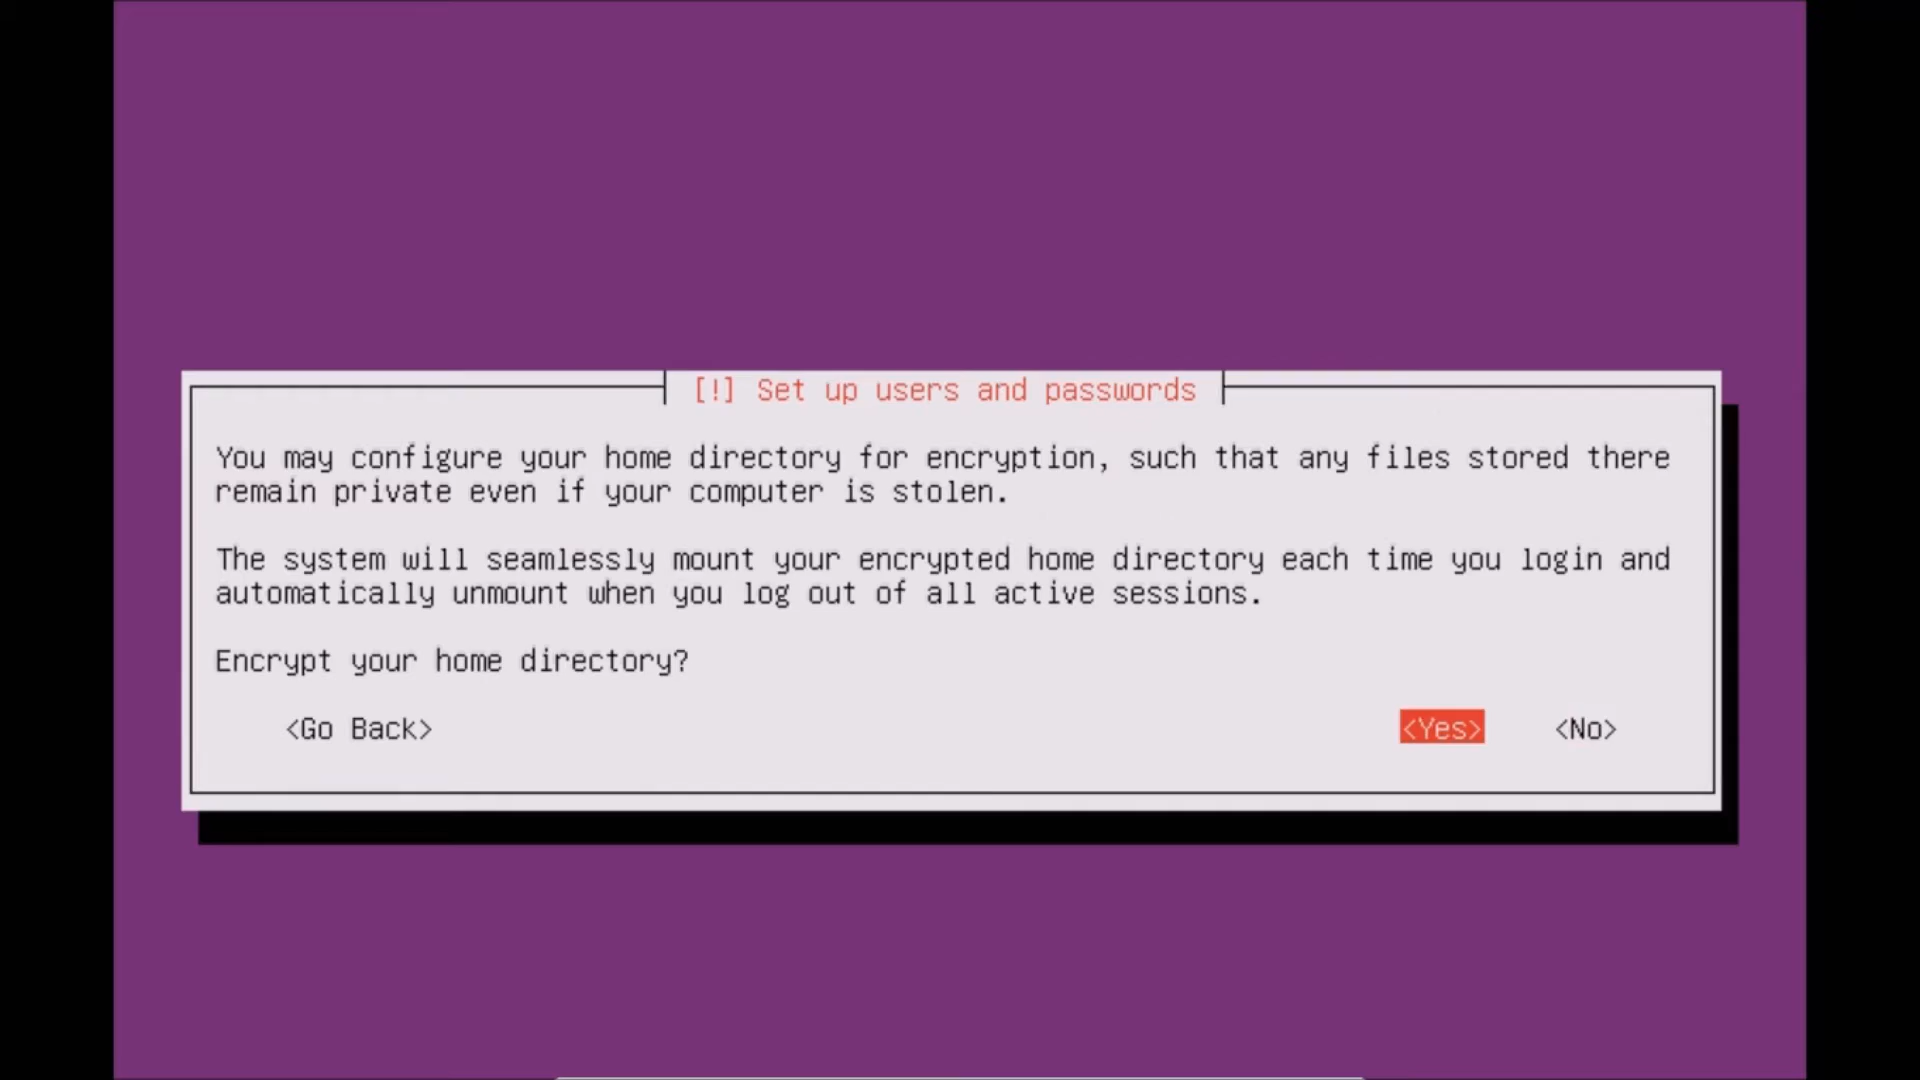 [!] Set up users and passwords
You may configure your home directory for encryption, such that any files stored there
remain private even if your computer is stolen.
The system will seamlessly mount your encrypted home directory each time you login and
automatically unmount when you log out of all active sessions.
Encrypt your home directory?
<Go Back> <Yes> <No>